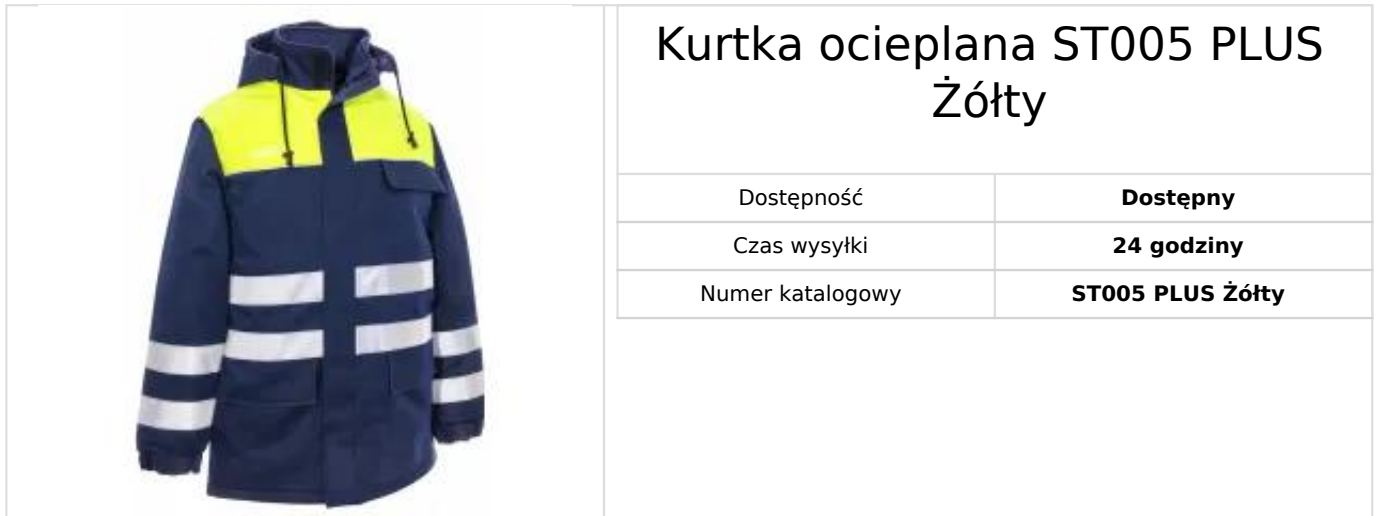 Kurtka ocieplana ST005 PLUS
Żółty
Dostępność Dostępny
Czas wysyłki 24 godziny
Numer katalogowy ST005 PLUS Żółty